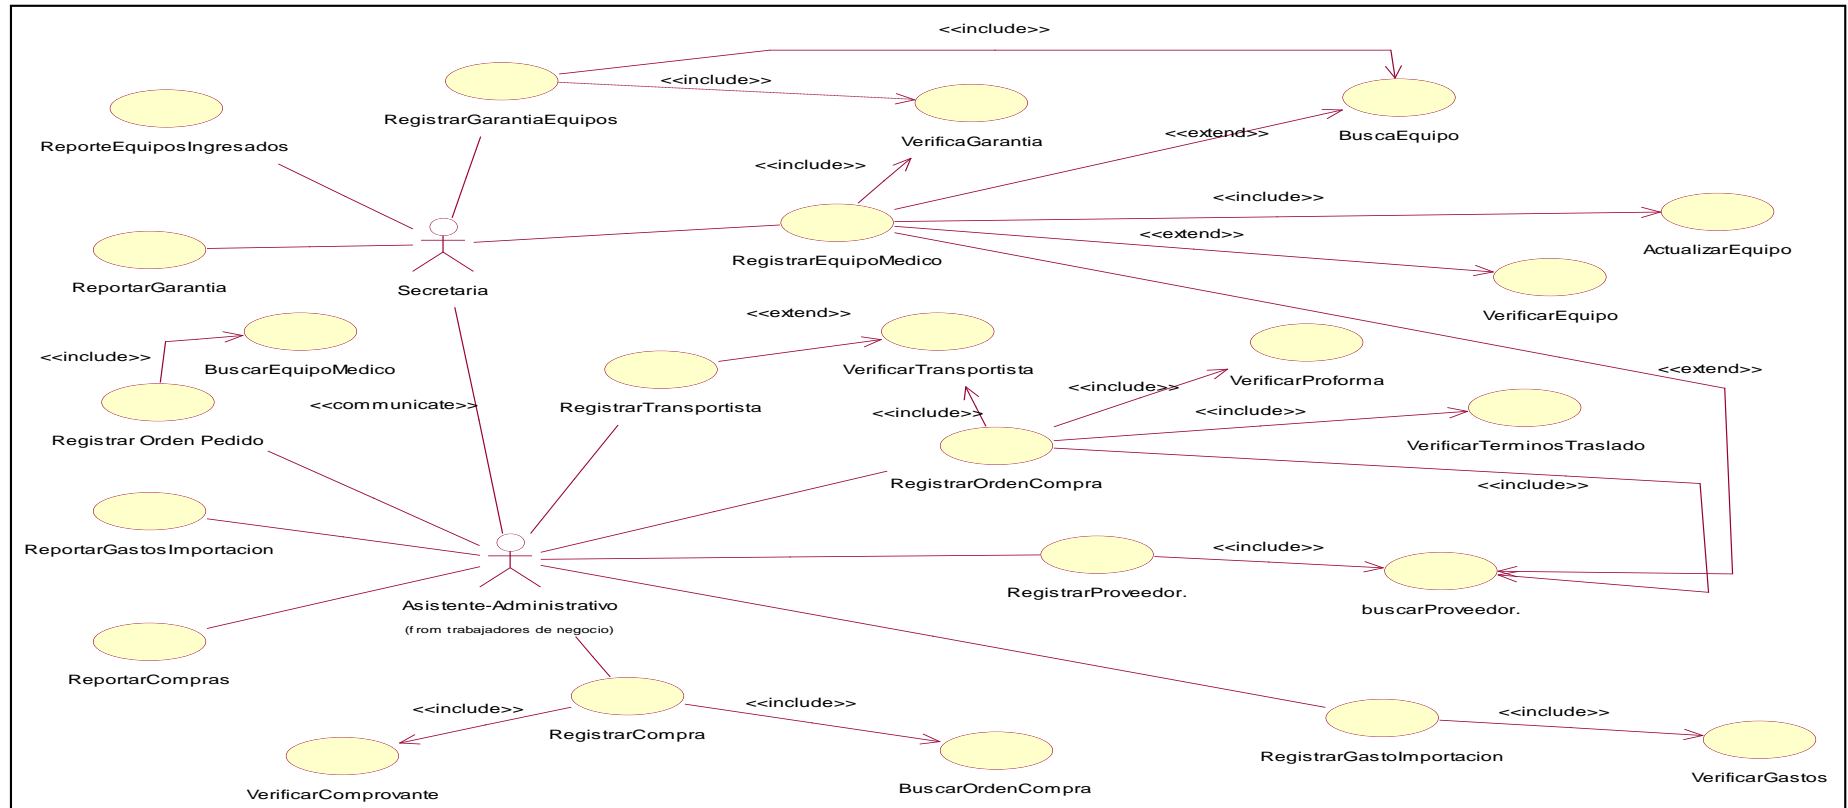 <<include>>
<<include>>
RegistrarGarantiaEquipos
ReporteEquiposIngresados
VerificaGarantia
<<extend>>
BuscaEquipo
<<include>>
<<include>>
ActualizarEquipo
<<extend>>
RegistrarEquipoMedico
ReportarGarantia
Secretaria
VerificarEquipo
<<extend>>
<<include>>
BuscarEquipoMedico
VerificarTransportista
VerificarProforma
<<extend>>
<<include>>
<<communicate>>
RegistrarTransportista
<<include>>
<<include>>
Registrar Orden Pedido
VerificarTerminosTraslado
RegistrarOrdenCompra
<<include>>
ReportarGastosImportacion
<<include>>
RegistrarProveedor.
buscarProveedor.
Asistente-Administrativo
(from trabajadores de negocio)
ReportarCompras
<<include>>
<<include>>
<<include>>
RegistrarCompra
RegistrarGastoImportacion
VerificarGastos
VerificarComprovante
BuscarOrdenCompra